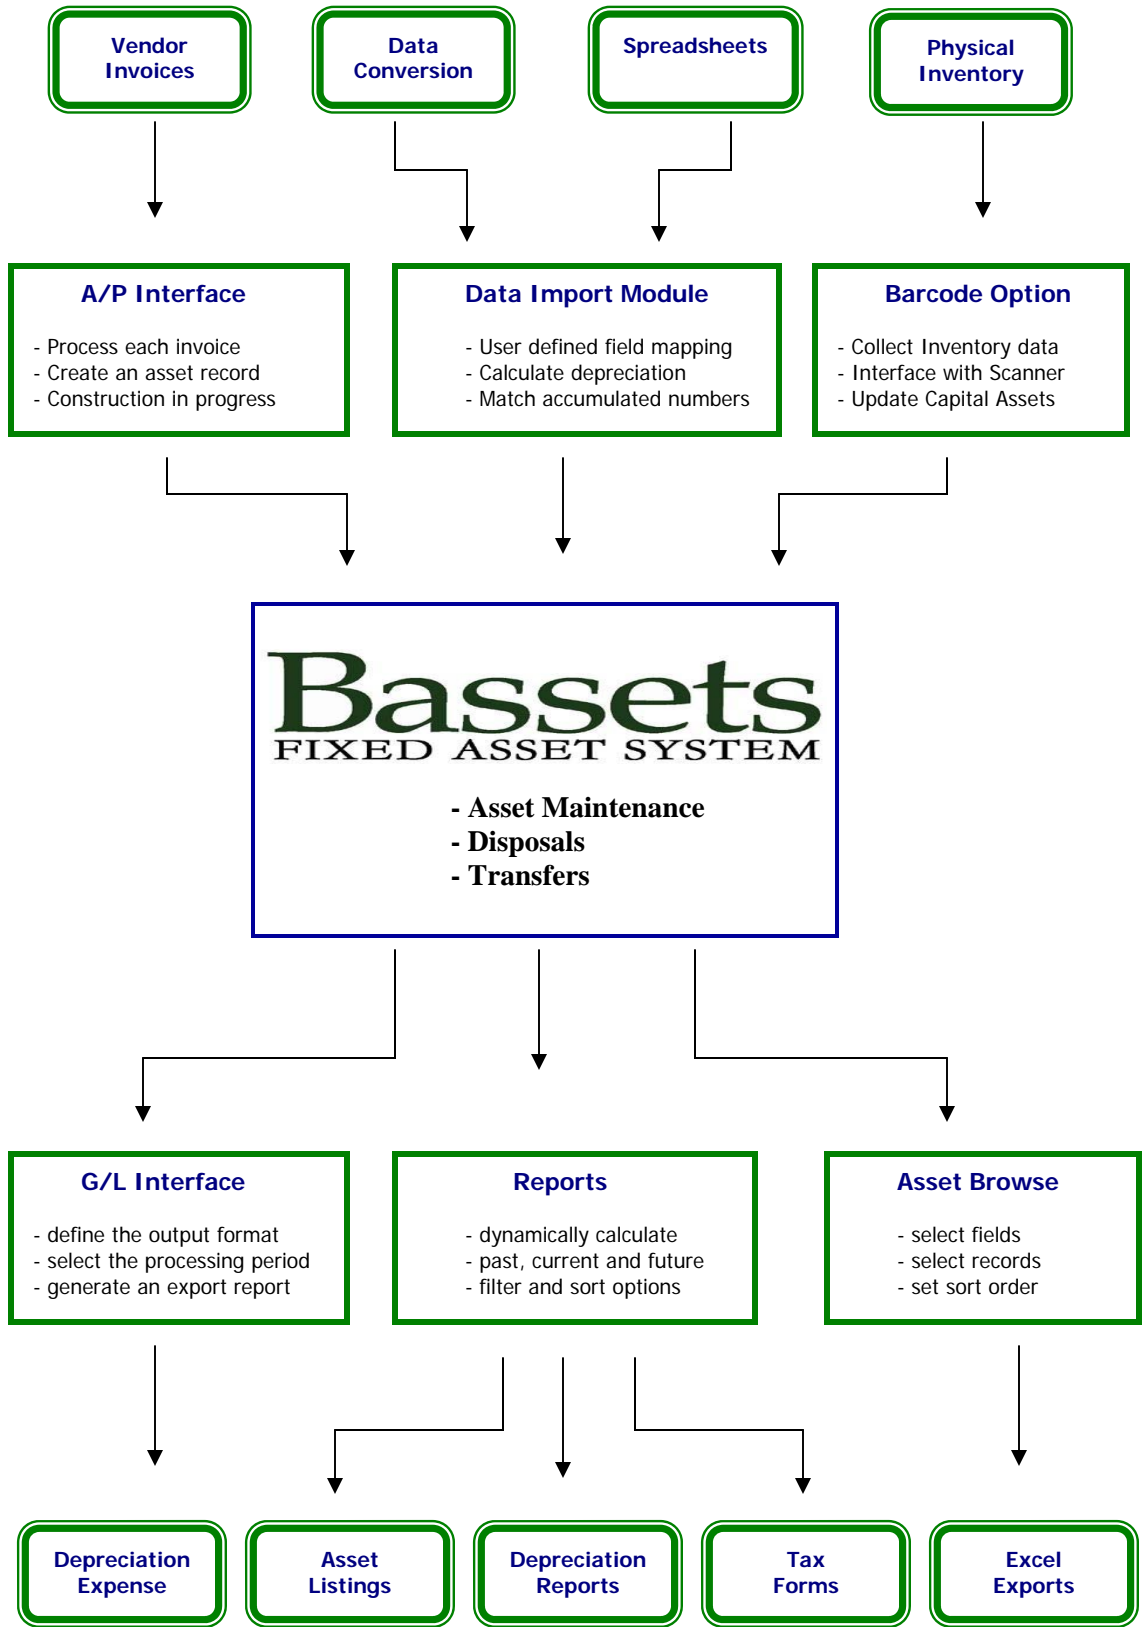 Vendor
Invoices
Data
Conversion
Spreadsheets
Physical
Inventory
A/P Interface
- Process each invoice
- Create an asset record
- Construction in progress
Data Import Module
- User defined field mapping
- Calculate depreciation
- Match accumulated numbers
Barcode Option
- Collect Inventory data
- Interface with Scanner
- Update Capital Assets
Bassets
FIXED ASSET SYSTEM
- Asset Maintenance
- Disposals
- Transfers
G/L Interface
- define the output format
- select the processing period
- generate an export report
Reports
- dynamically calculate
- past, current and future
- filter and sort options
Asset Browse
- select fields
- select records
- set sort order
Depreciation
Expense
Asset
Listings
Depreciation
Reports
Tax
Forms
Excel
Exports